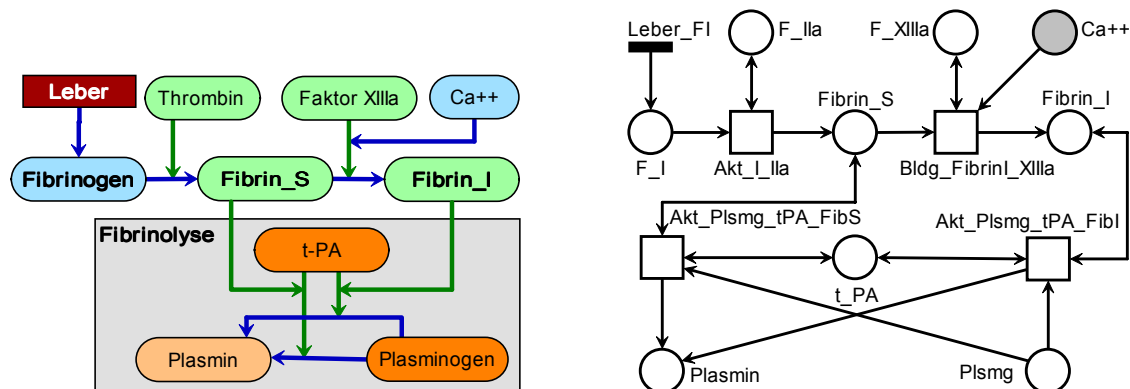 Leber
Thrombin
Faktor XIIIa
Ca++
Fibrinogen
Fibrin_S
Fibrin_I
Fibrinolyse
t-PA
Plasmin
Plasminogen
Leber_FI
F_IIa
F_XIIIa
Ca++
Fibrin_S
Fibrin_I
F_I
Akt_I_IIa
Bldg_FibrinI_XIIIa
Akt_Plsmg_tPA_FibS
Akt_Plsmg_tPA_FibI
t_PA
Plasmin
Plsmg